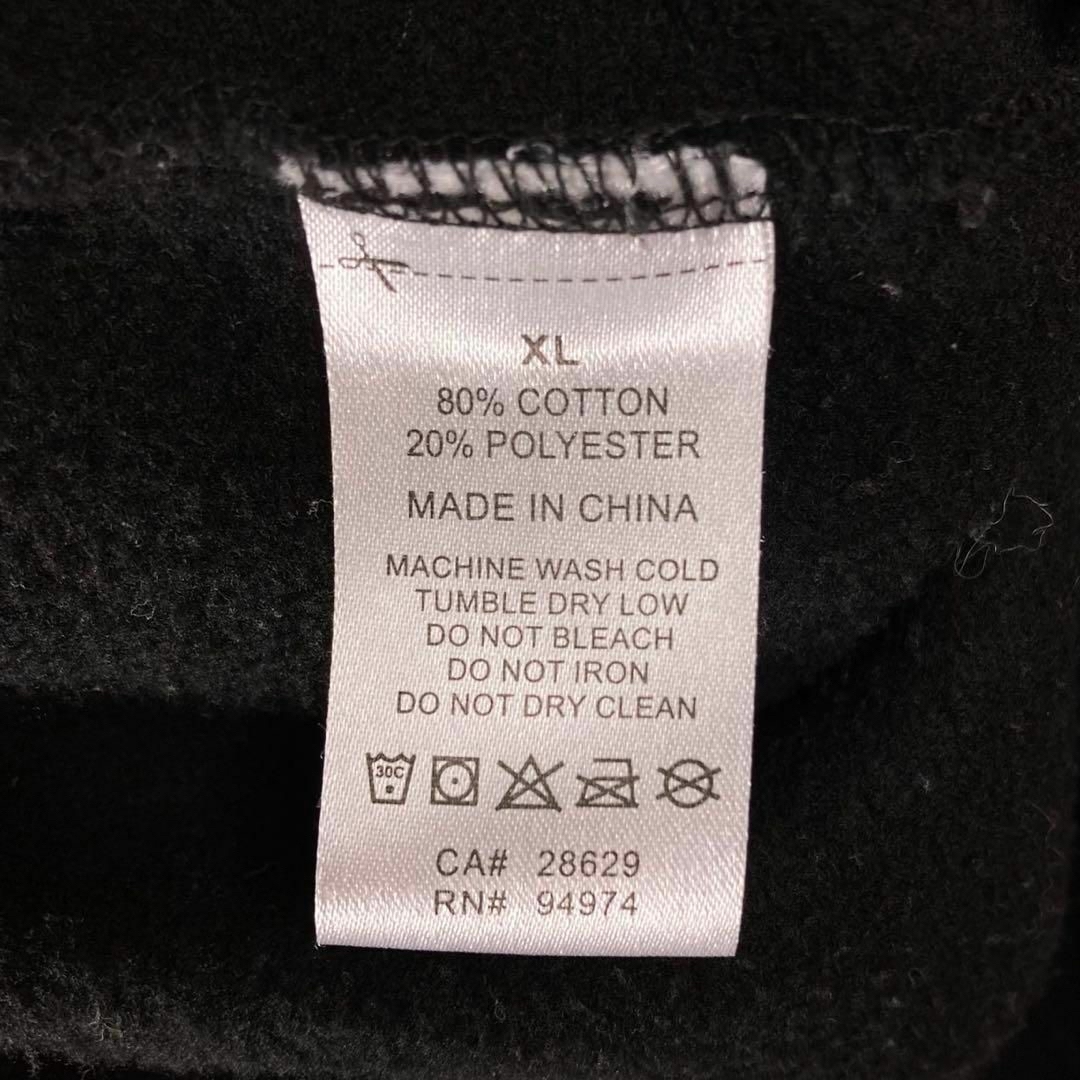 XL
80% COTTON
20% POLYESTER
MADE IN CHINA
MACHINE WASH COLD
TUMBLE DRY LOW
DO NOT BLEACH
DO NOT IRON
DO NOT DRY CLEAN
30C
CA# 28629
RN# 94974